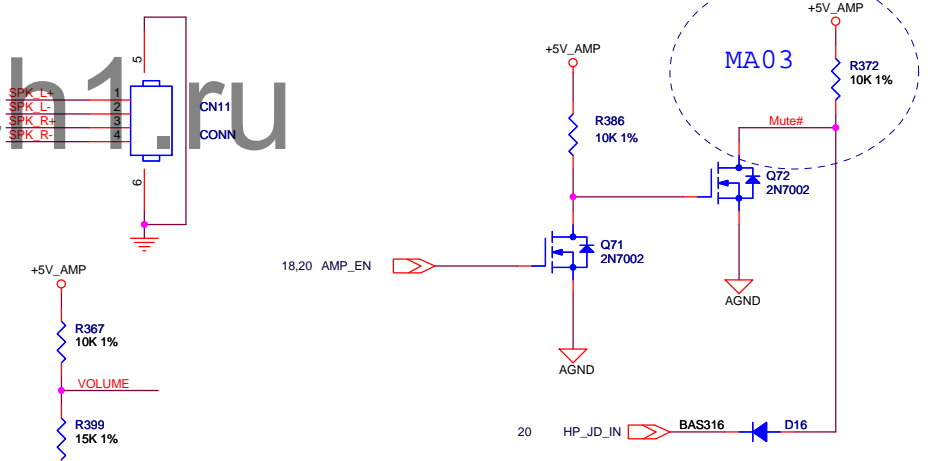 +5V_AMP
MA03
R372
10K 1%
Mute#
+5V_AMP
R386
10K 1%
h1.ru
5
SPK_L+ 1
SPK_L- 2
SPK_R+ 3
SPK_R- 4
CN11
CONN
6
Q72
2N7002
AGND
Q71
2N7002
18,20 AMP_EN
AGND
+5V_AMP
R367
10K 1%
VOLUME
R399
15K 1%
20 HP_JD_IN
BAS316
D16